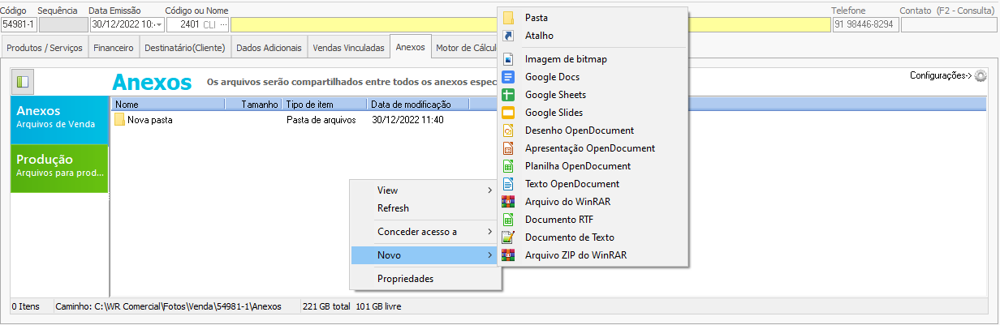 Código Sequência Data Emissão Código ou Nome Telefone Contato (F2 - Consulta)
54981-1 30/12/2022 10: 2401 CLI ... 91 98446-8294
Produtos / Serviços Financeiro Destinatário(Cliente) Dados Adicionais Vendas Vinculadas Anexos Motor de Cálcul
Anexos Os arquivos serão compartilhados entre todos os anexos espec Configurações->
Anexos
Arquivos de Venda
Produção
Arquivos para prod...
Nome Tamanho Tipo de item Data de modificação
Nova pasta Pasta de arquivos 30/12/2022 11:40
View
Refresh
Conceder acesso a
Novo
Propriedades
Pasta
Atalho
Imagem de bitmap
Google Docs
Google Sheets
Google Slides
Desenho OpenDocument
Apresentação OpenDocument
Planilha OpenDocument
Texto OpenDocument
Arquivo do WinRAR
Documento RTF
Documento de Texto
Arquivo ZIP do WinRAR
0 Itens Caminho: C:\WR Comercial\Fotos\Venda\54981-1\Anexos 221 GB total 101 GB livre